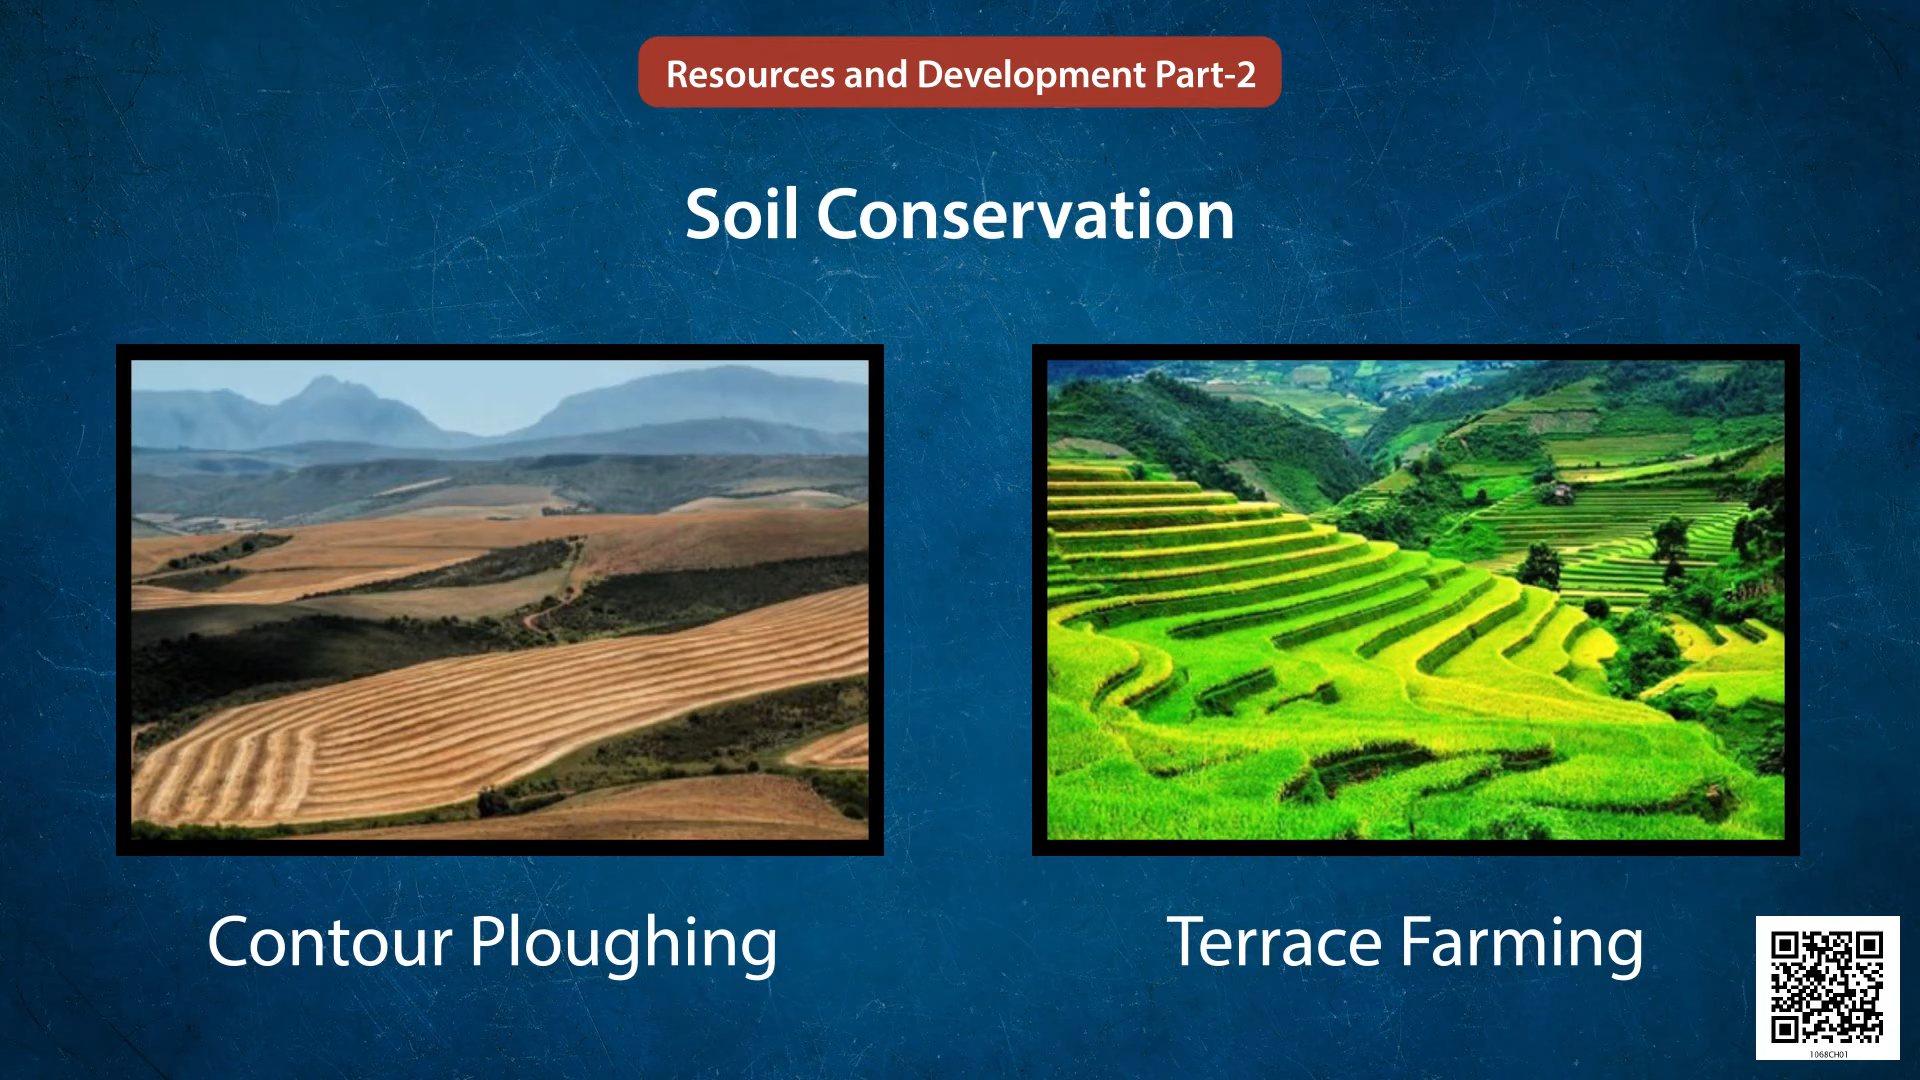 Resources and Development Part-2
Soil Conservation
Contour Ploughing
Terrace Farming
1068CH01